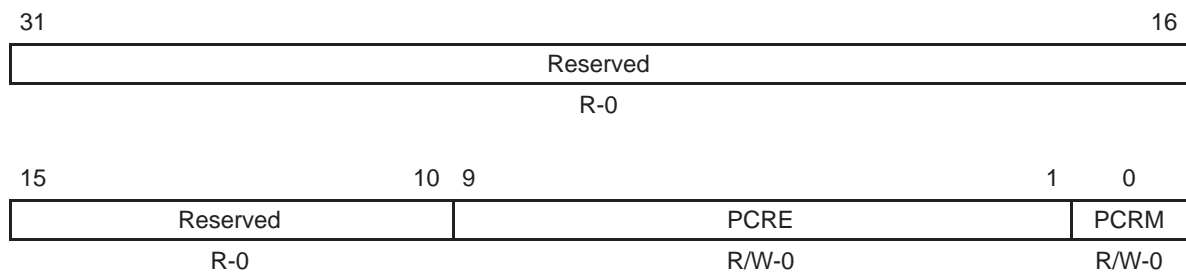 31 16
Reserved
R-0
15 10 9 1 0
Reserved PCRE PCRM
R-0 R/W-0 R/W-0